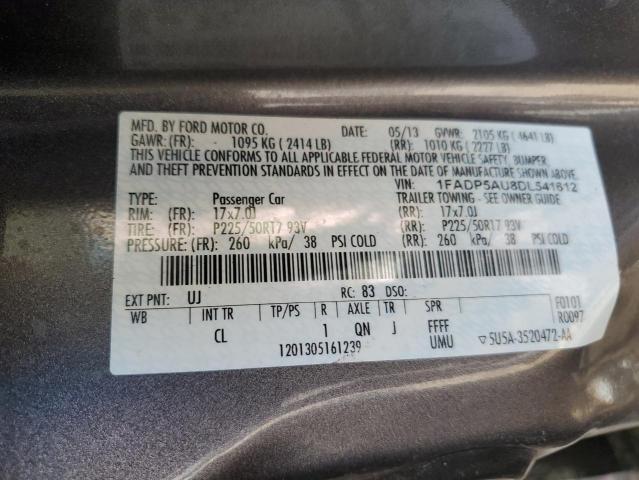 MFD. BY FORD MOTOR CO. DATE: 05/13 GVWR: 2105 KG ( 4641 LB)
GAWR: (FR): 1095 KG ( 2414 LB) (RR): 1010 KG ( 2227 LB)
THIS VEHICLE CONFORMS TO ALL APPLICABLE FEDERAL MOTOR VEHICLE SAFETY, BUMPER,
AND THEFT PREVENTION STANDARDS IN EFFECT ON THE DATE OF MANUFACTURE SHOWN ABOVE.
VIN: 1FADP5AU8DL541612
TYPE: Passenger Car TRAILER TOWING - SEE OWNER GUIDE
RIM: (FR): 17x7.0J (RR): 17x7.0J
TIRE: (FR): P225/50R17 93V (RR): P225/50R17 93V
PRESSURE: (FR): 260 kPa/ 38 PSI COLD (RR): 260 kPa/ 38 PSI COLD
EXT PNT: UJ RC: 83 DSO:
WB INT TR TP/PS R AXLE TR SPR F0101
R0097
CL 1 QN J FFFF
1201305161239 UMU 5U5A-3520472-AA